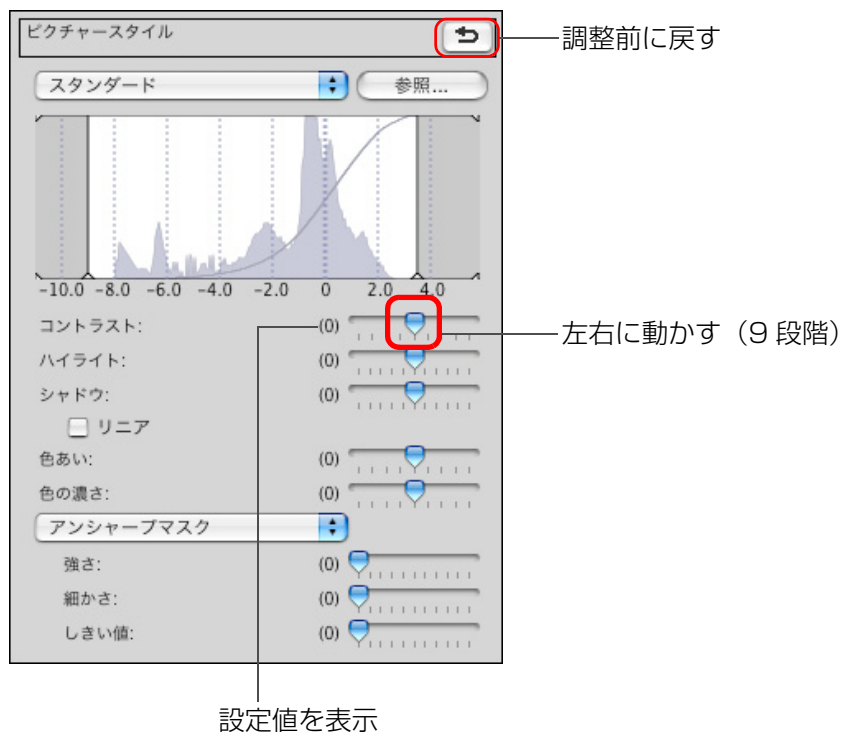 ピクチャースタイル
調整前に戻す
スタンダード 参照...
-10.0 -8.0 -6.0 -4.0 -2.0 0 2.0 4.0
コントラスト: (0)
左右に動かす（9 段階）
ハイライト: (0)
シャドウ: (0)
リニア
色あい: (0)
色の濃さ: (0)
アンシャープマスク
強さ: (0)
細かさ: (0)
しきい値: (0)
設定値を表示